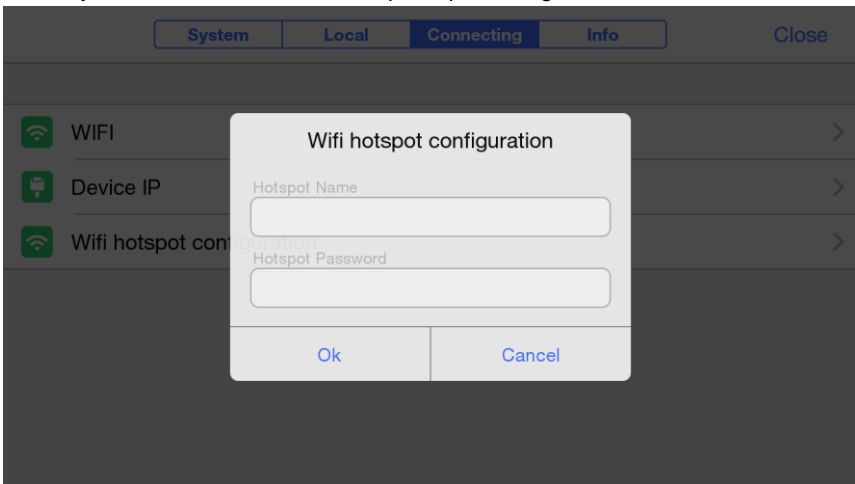 System Local Connecting Info Close
WIFI
Device IP
Wifi hotspot configuration
Wifi hotspot configuration
Hotspot Name
Hotspot Password
Ok Cancel